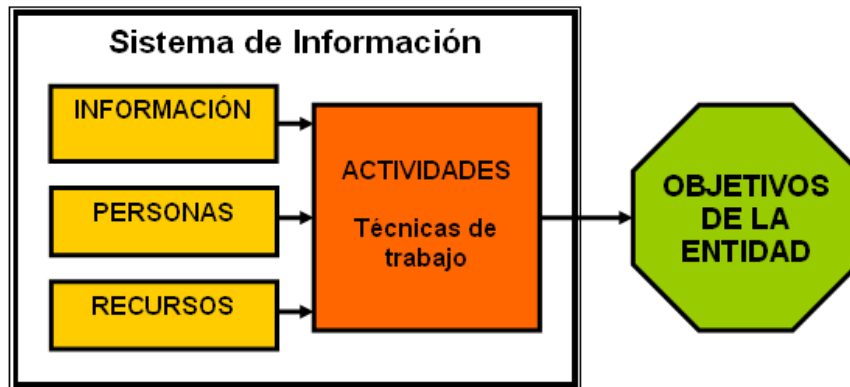 Sistema de Información
INFORMACIÓN
PERSONAS
RECURSOS
ACTIVIDADES
Técnicas de
trabajo
OBJETIVOS
DE LA
ENTIDAD